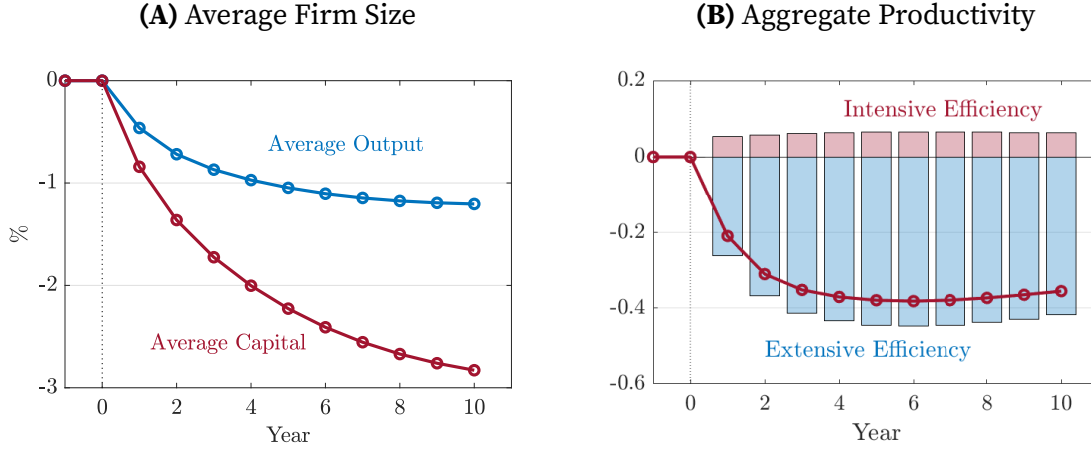 (A) Average Firm Size
0
-1
-2
-3
%
Average Output
Average Capital
0
2
4
6
8
10
Year
(B) Aggregate Productivity
0.2
0
-0.2
-0.4
-0.6
Intensive Efficiency
Extensive Efficiency
0
2
4
6
8
10
Year